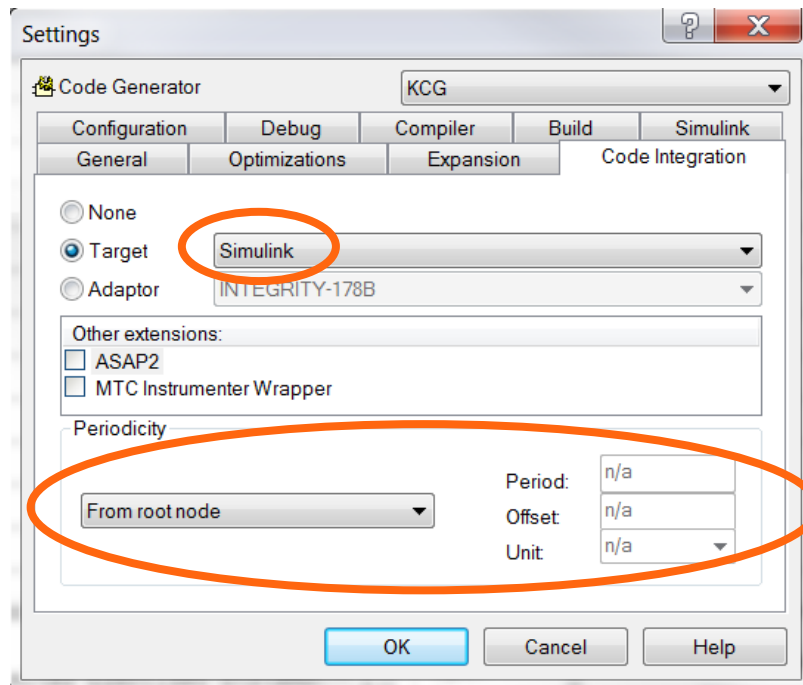 Settings
Code Generator KCG
Configuration Debug Compiler Build Simulink
General Optimizations Expansion Code Integration
None
Target Simulink
Adaptor INTEGRITY-178B
Other extensions:
ASAP2
MTC Instrumenter Wrapper
Periodicity
Period: n/a
From root node
Offset: n/a
Unit: n/a
OK Cancel Help